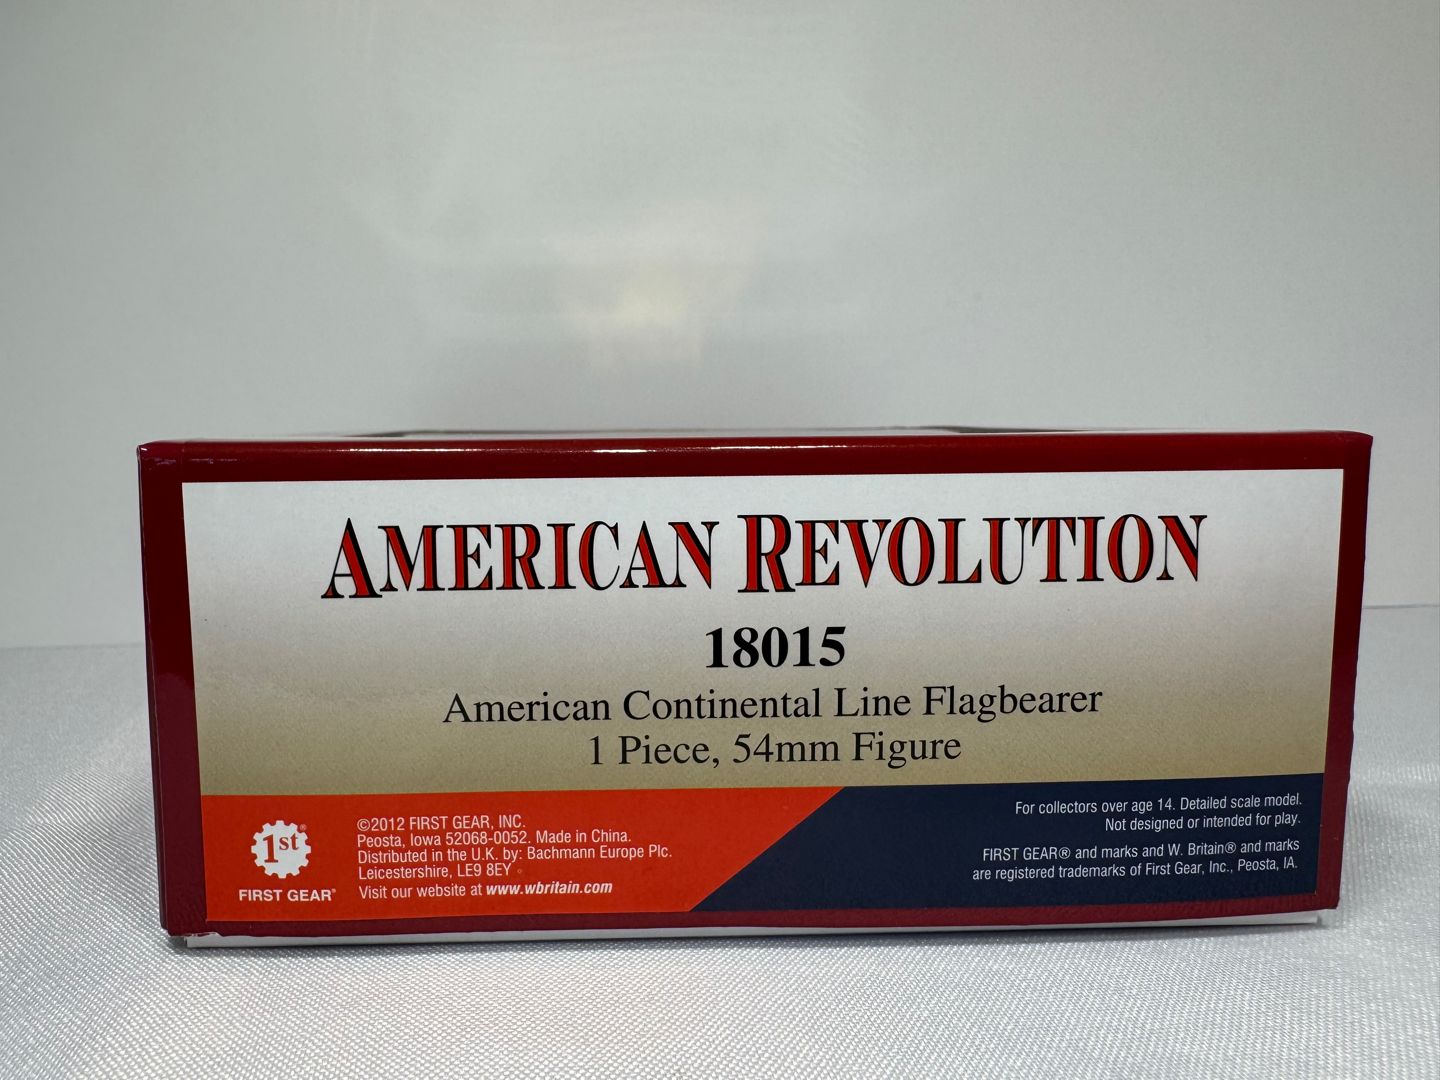 AMERICAN REVOLUTION
18015
American Continental Line Flagbearer
1 Piece, 54mm Figure
1st®
FIRST GEAR®
©2012 FIRST GEAR, INC.
Peosta, Iowa 52068-0052. Made in China.
Distributed in the U.K. by: Bachmann Europe Plc.
Leicestershire, LE9 8EY
Visit our website at www.wbritain.com
For collectors over age 14. Detailed scale model.
Not designed or intended for play.
FIRST GEAR® and marks and W. Britain® and marks
are registered trademarks of First Gear, Inc., Peosta, IA.